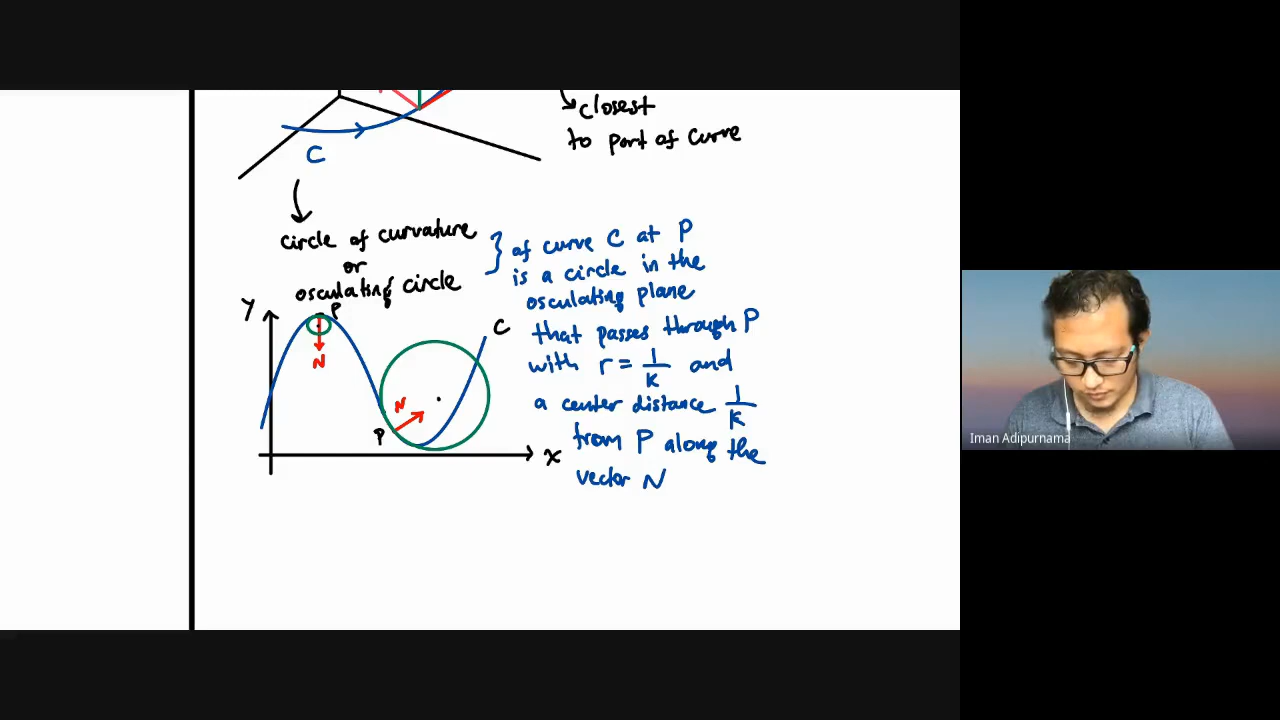 closest
to part of curve
C
circle of curvature
or
osculating circle
of curve C at P
is a circle in the
osculating plane
that passes through P
with r = 1/K and
a center distance 1/K
from P along the
vector N
Y
P
N
C
N
P
x
Iman Adipurnama